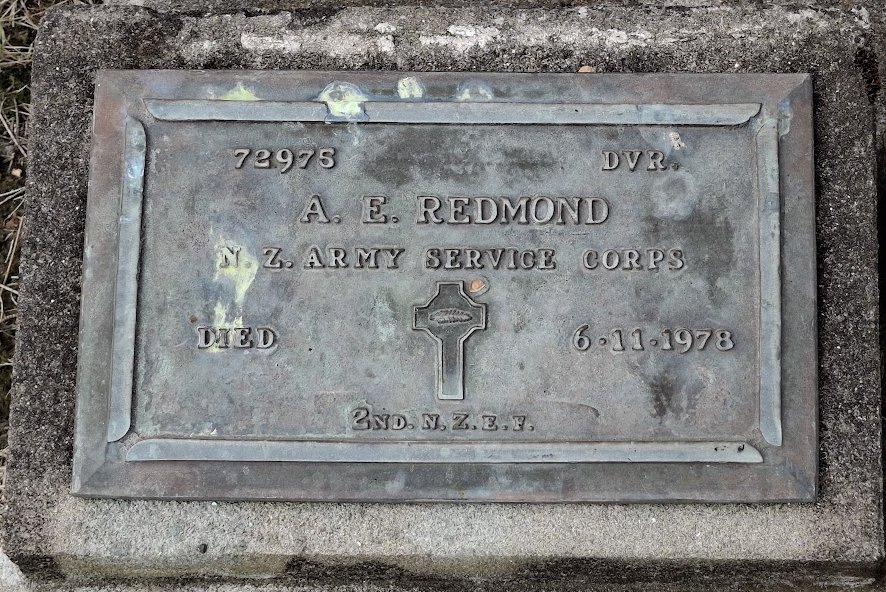 72975 DVR.
A. E. REDMOND
N. Z. ARMY SERVICE CORPS
DIED 6·11·1978
2ND. N.Z.E.F.